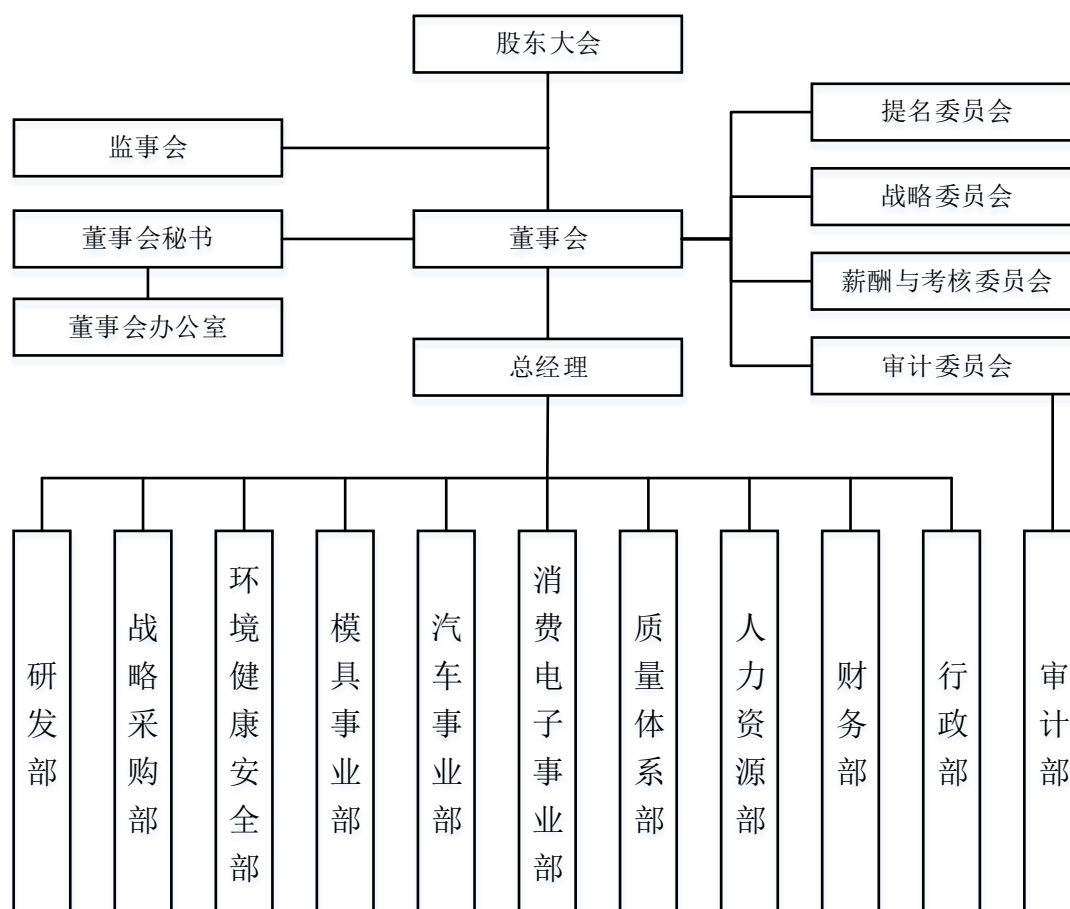 股东大会
提名委员会
监事会
战略委员会
董事会秘书
董事会
薪酬与考核委员会
董事会办公室
总经理
审计委员会
研发部
战略采购部
环境健康安全部
模具事业部
汽车事业部
消费电子事业部
质量体系部
人力资源部
财务部
行政部
审计部